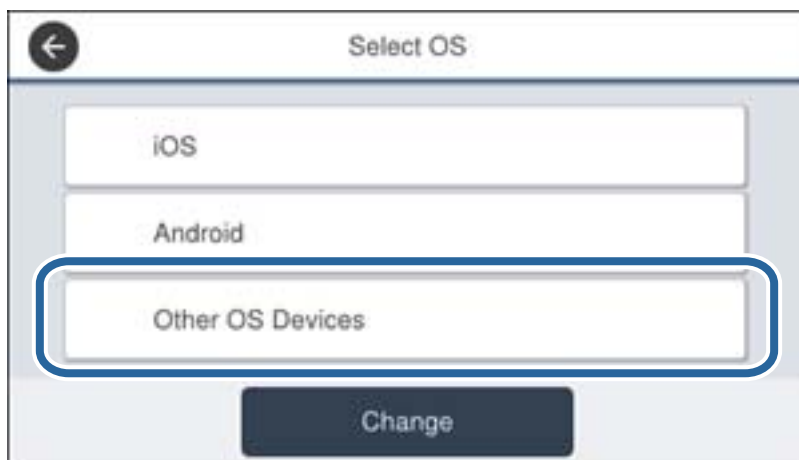 Select OS
iOS
Android
Other OS Devices
Change